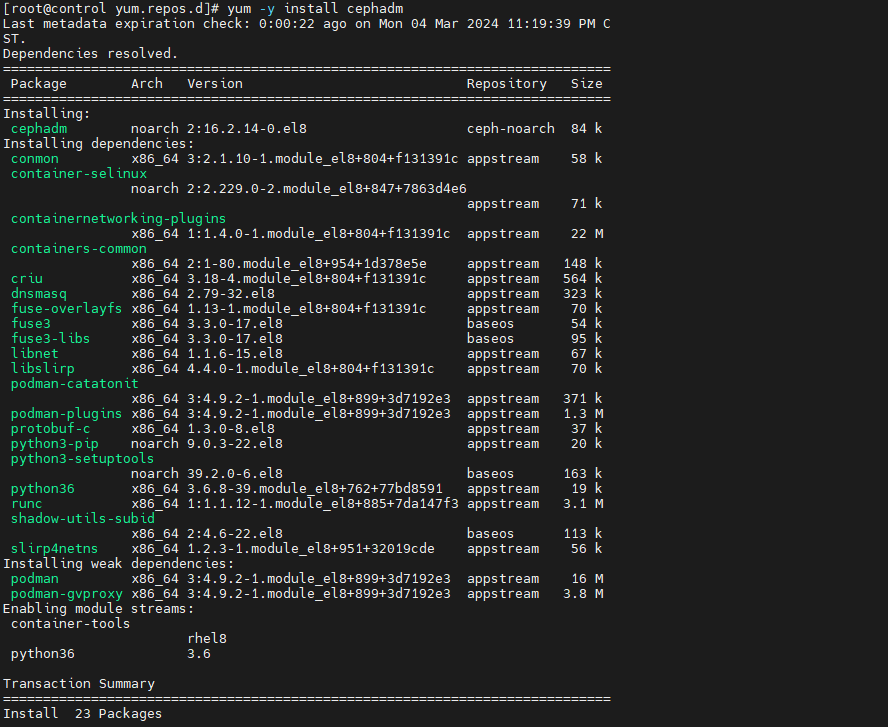 [root@control yum.repos.d]# yum -y install cephadm
Last metadata expiration check: 0:00:22 ago on Mon 04 Mar 2024 11:19:39 PM C
ST.
Dependencies resolved.
============================================================================
 Package        Arch   Version                            Repository   Size
============================================================================
Installing:
 cephadm        noarch 2:16.2.14-0.el8                    ceph-noarch  84 k
Installing dependencies:
 conmon         x86_64 3:2.1.10-1.module_el8+804+f131391c appstream    58 k
 container-selinux
                noarch 2:2.229.0-2.module_el8+847+7863d4e6
                                                          appstream    71 k
 containernetworking-plugins
                x86_64 1:1.4.0-1.module_el8+804+f131391c  appstream    22 M
 containers-common
                x86_64 2:1-80.module_el8+954+1d378e5e     appstream   148 k
 criu           x86_64 3.18-4.module_el8+804+f131391c     appstream   564 k
 dnsmasq        x86_64 2.79-32.el8                        appstream   323 k
 fuse-overlayfs x86_64 1.13-1.module_el8+804+f131391c     appstream    70 k
 fuse3          x86_64 3.3.0-17.el8                       baseos       54 k
 fuse3-libs     x86_64 3.3.0-17.el8                       baseos       95 k
 libnet         x86_64 1.1.6-15.el8                       appstream    67 k
 libslirp       x86_64 4.4.0-1.module_el8+804+f131391c    appstream    70 k
 podman-catatonit
                x86_64 3:4.9.2-1.module_el8+899+3d7192e3  appstream   371 k
 podman-plugins x86_64 3:4.9.2-1.module_el8+899+3d7192e3  appstream   1.3 M
 protobuf-c     x86_64 1.3.0-8.el8                        appstream    37 k
 python3-pip    noarch 9.0.3-22.el8                       appstream    20 k
 python3-setuptools
                noarch 39.2.0-6.el8                       baseos      163 k
 python36       x86_64 3.6.8-39.module_el8+762+77bd8591   appstream    19 k
 runc           x86_64 1:1.1.12-1.module_el8+885+7da147f3 appstream   3.1 M
 shadow-utils-subid
                x86_64 2:4.6-22.el8                       baseos      113 k
 slirp4netns    x86_64 1.2.3-1.module_el8+951+32019cde    appstream    56 k
Installing weak dependencies:
 podman         x86_64 3:4.9.2-1.module_el8+899+3d7192e3  appstream    16 M
 podman-gvproxy x86_64 3:4.9.2-1.module_el8+899+3d7192e3  appstream   3.8 M
Enabling module streams:
 container-tools
                       rhel8
 python36              3.6

Transaction Summary
============================================================================
Install  23 Packages